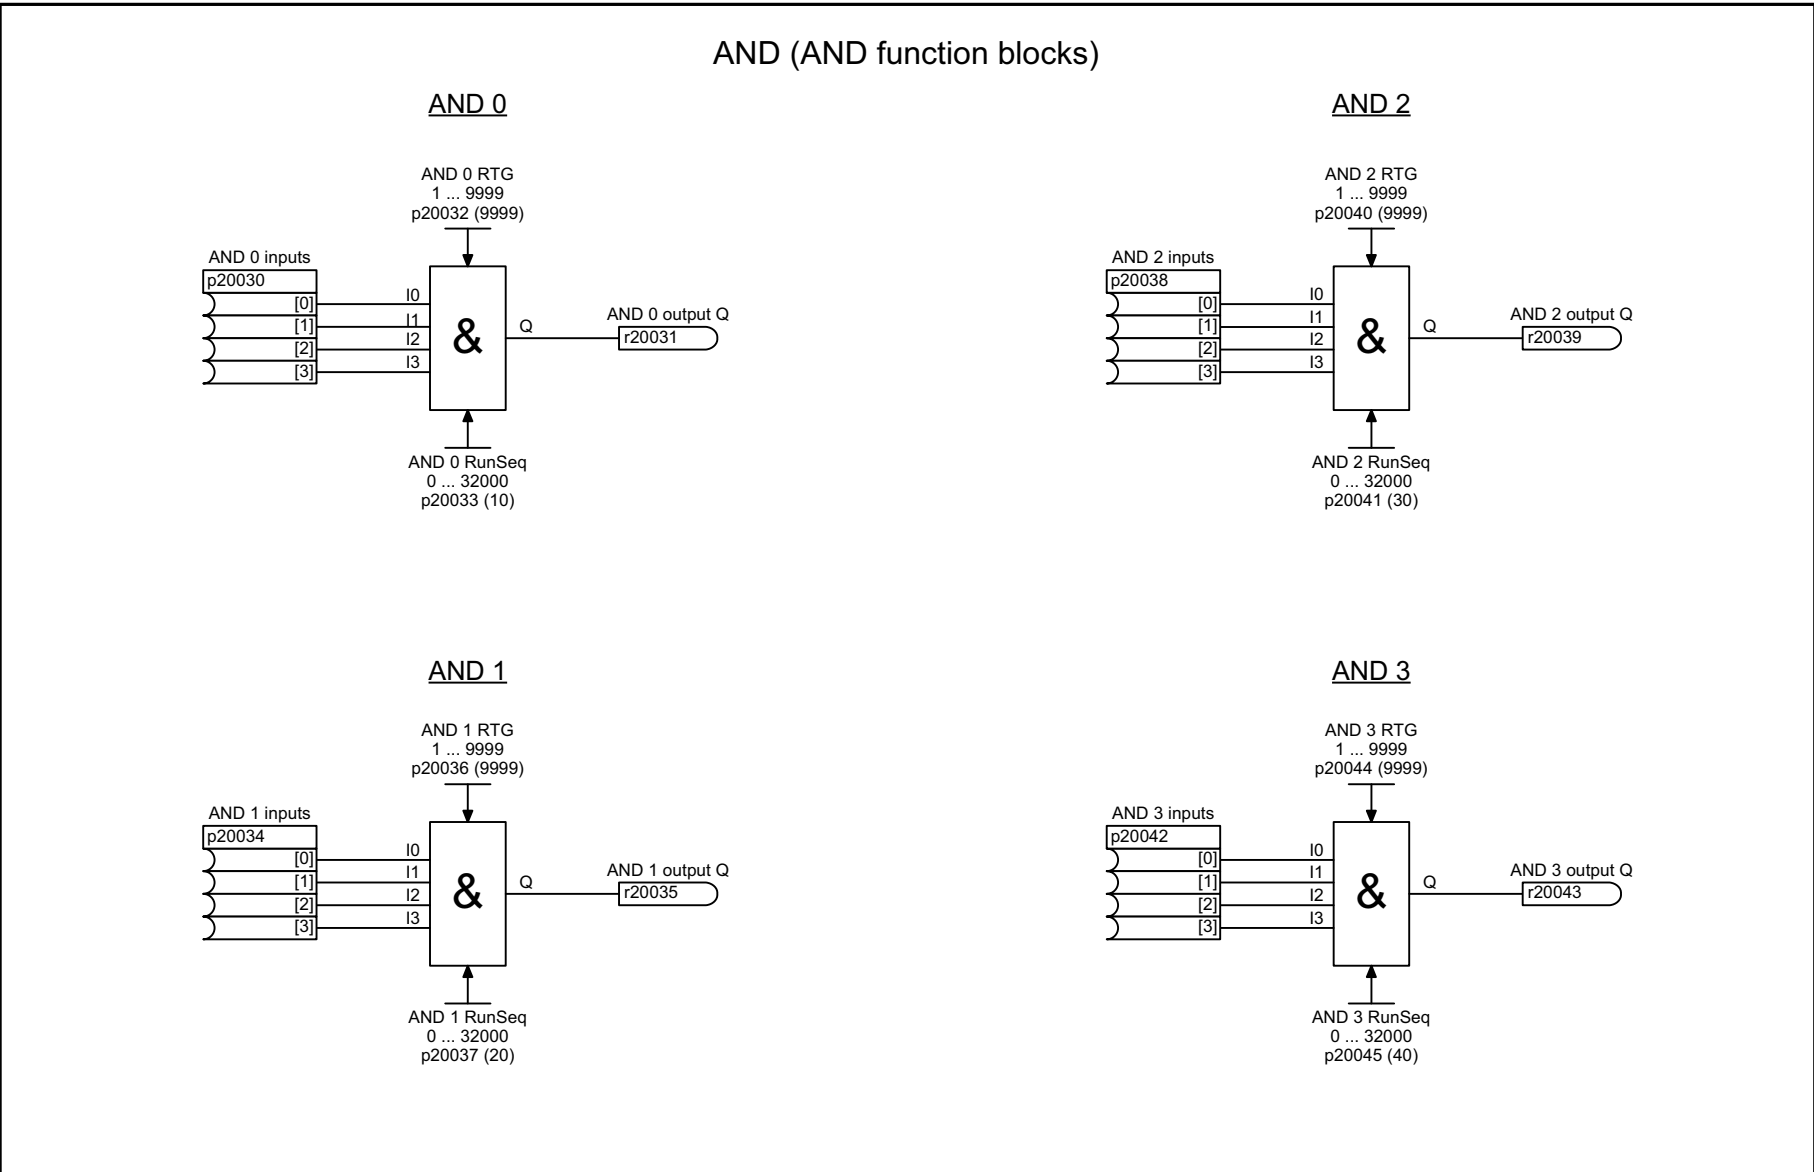 AND (AND function blocks)
AND 0
AND 0 RTG
1 ... 9999
p20032 (9999)
AND 0 inputs
p20030
[0]
[1]
[2]
[3]
I0
I1
I2
I3
&
Q
AND 0 output Q
r20031
AND 0 RunSeq
0 ... 32000
p20033 (10)
AND 2
AND 2 RTG
1 ... 9999
p20040 (9999)
AND 2 inputs
p20038
[0]
[1]
[2]
[3]
I0
I1
I2
I3
&
Q
AND 2 output Q
r20039
AND 2 RunSeq
0 ... 32000
p20041 (30)
AND 1
AND 1 RTG
1 ... 9999
p20036 (9999)
AND 1 inputs
p20034
[0]
[1]
[2]
[3]
I0
I1
I2
I3
&
Q
AND 1 output Q
r20035
AND 1 RunSeq
0 ... 32000
p20037 (20)
AND 3
AND 3 RTG
1 ... 9999
p20044 (9999)
AND 3 inputs
p20042
[0]
[1]
[2]
[3]
I0
I1
I2
I3
&
Q
AND 3 output Q
r20043
AND 3 RunSeq
0 ... 32000
p20045 (40)